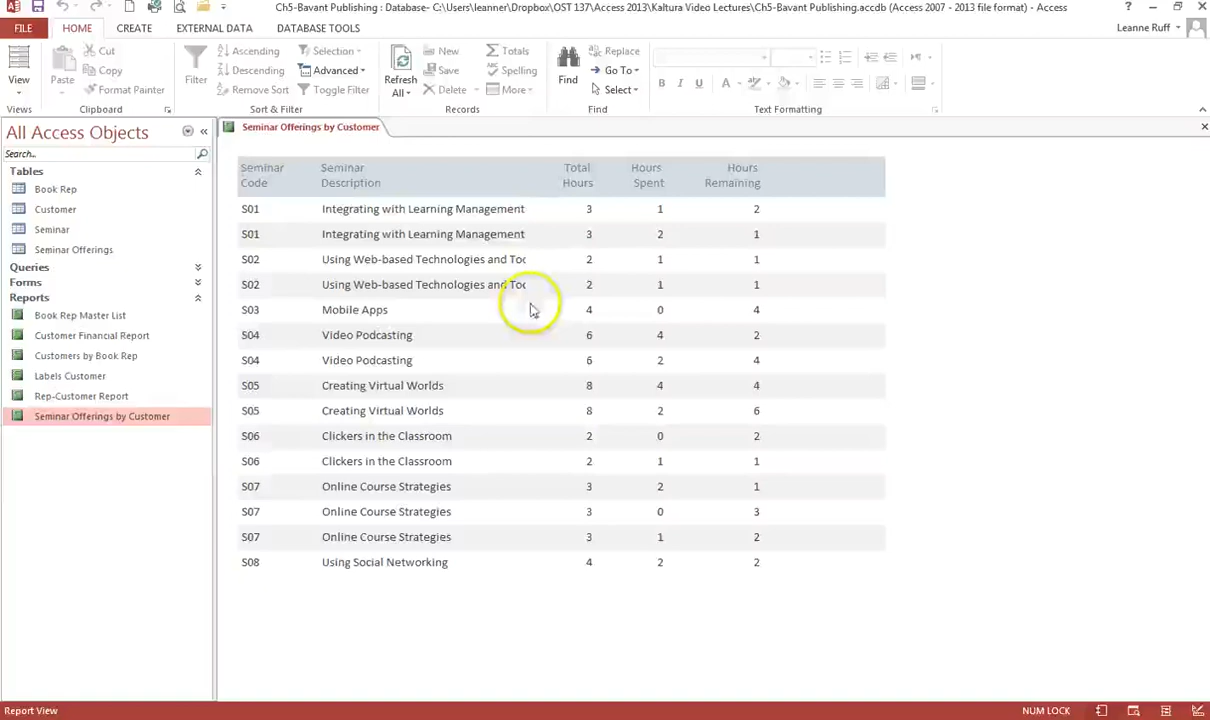 Ch5-Bavant Publishing : Database- C:\Users\leanner\Dropbox\OST 137\Access 2013\Kaltura Video Lectures\Ch5-Bavant Publishing.accdb (Access 2007 - 2013 file format) - Access
FILE HOME CREATE EXTERNAL DATA DATABASE TOOLS Leanne Ruff
View Paste Cut Copy Format Painter Filter Ascending Descending Remove Sort Selection Advanced Toggle Filter Refresh All New Save Delete Totals Spelling More Find Replace Go To Select B I U A
Views Clipboard Sort & Filter Records Find Text Formatting
All Access Objects
Search...
Tables
Book Rep
Customer
Seminar
Seminar Offerings
Queries
Forms
Reports
Book Rep Master List
Customer Financial Report
Customers by Book Rep
Labels Customer
Rep-Customer Report
Seminar Offerings by Customer
Seminar Offerings by Customer
Seminar Seminar Total Hours Hours
Code Description Hours Spent Remaining
S01 Integrating with Learning Management 3 1 2
S01 Integrating with Learning Management 3 2 1
S02 Using Web-based Technologies and Toc 2 1 1
S02 Using Web-based Technologies and Toc 2 1 1
S03 Mobile Apps 4 0 4
S04 Video Podcasting 6 4 2
S04 Video Podcasting 6 2 4
S05 Creating Virtual Worlds 8 4 4
S05 Creating Virtual Worlds 8 2 6
S06 Clickers in the Classroom 2 0 2
S06 Clickers in the Classroom 2 1 1
S07 Online Course Strategies 3 2 1
S07 Online Course Strategies 3 0 3
S07 Online Course Strategies 3 1 2
S08 Using Social Networking 4 2 2
Report View NUM LOCK